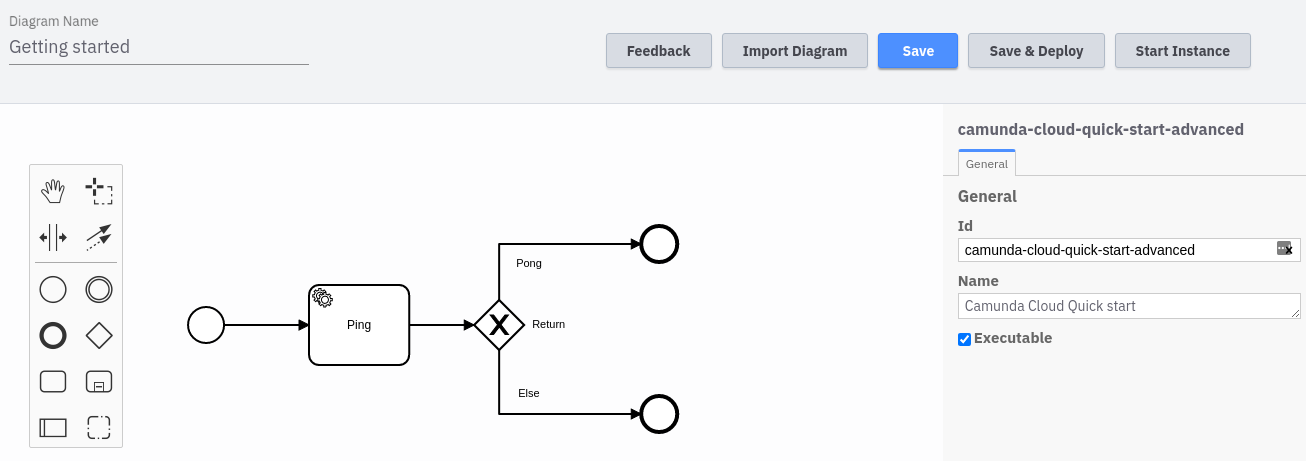 Diagram Name
Getting started
Feedback
Import Diagram
Save
Save & Deploy
Start Instance
camunda-cloud-quick-start-advanced
General
General
Id
camunda-cloud-quick-start-advanced
Name
Camunda Cloud Quick start
Executable
Ping
Pong
Return
Else